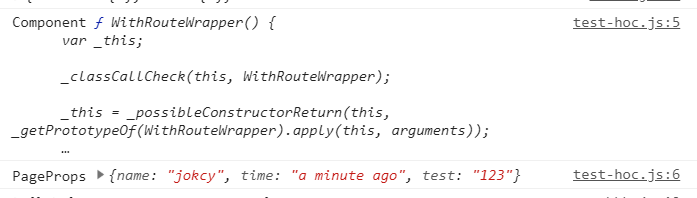 Component ƒ WithRouteWrapper() { test-hoc.js:5
var _this;
_classCallCheck(this, WithRouteWrapper);
_this = _possibleConstructorReturn(this,
_getPrototypeOf(WithRouteWrapper).apply(this, arguments));
…
PageProps ▶{name: "jokcy", time: "a minute ago", test: "123"} test-hoc.js:6